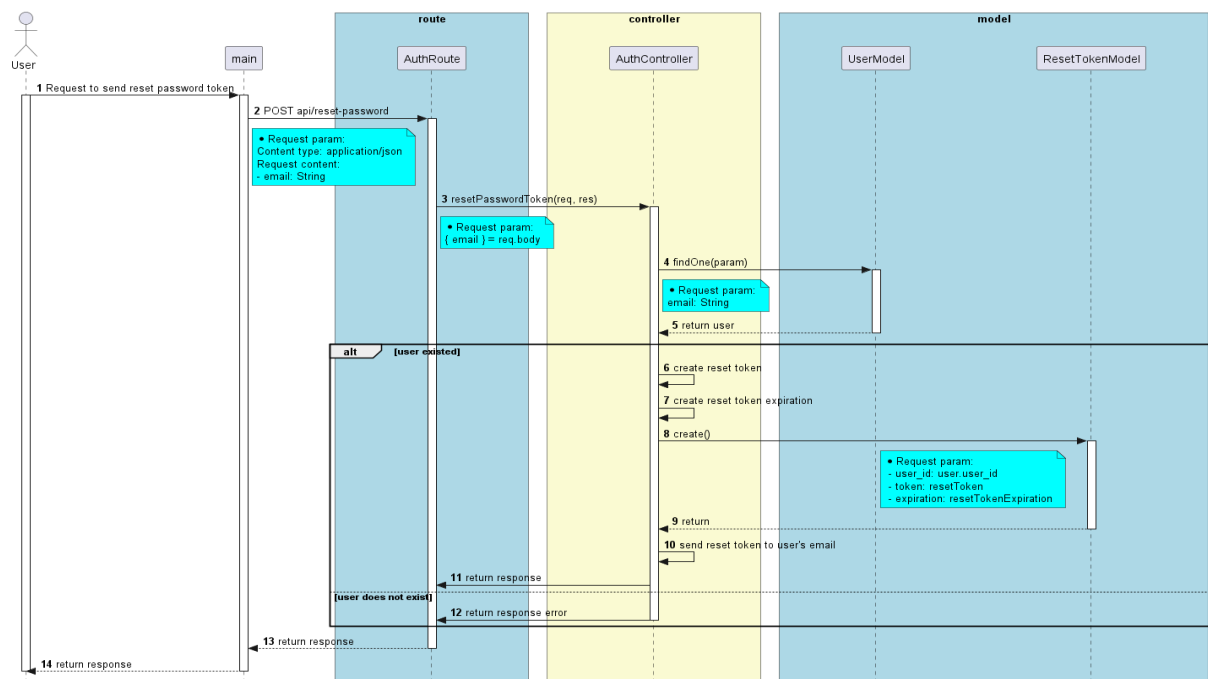 route
controller
model
User
main
AuthRoute
AuthController
UserModel
ResetTokenModel
1 Request to send reset password token
2 POST api/reset-password
• Request param:
Content type: application/json
Request content:
- email: String
3 resetPasswordToken(req, res)
• Request param:
{ email } = req.body
4 findOne(param)
• Request param:
email: String
5 return user
alt [user existed]
6 create reset token
7 create reset token expiration
8 create()
• Request param:
- user_id: user.user_id
- token: resetToken
- expiration: resetTokenExpiration
9 return
10 send reset token to user's email
11 return response
[user does not exist]
12 return response error
13 return response
14 return response